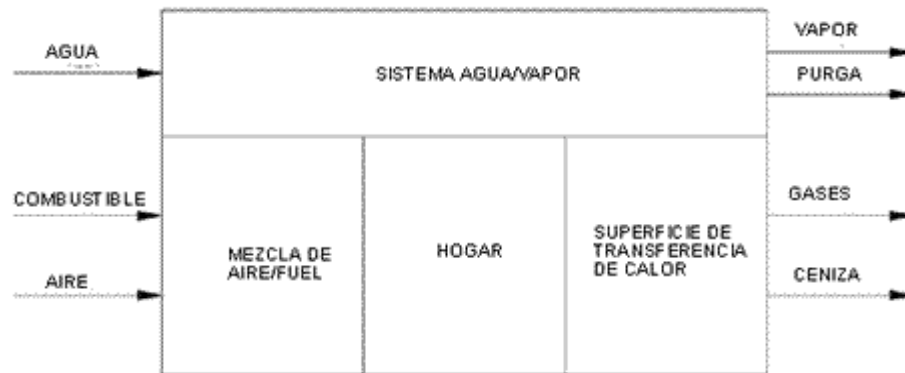 AGUA
SISTEMA AGUA/VAPOR
VAPOR
PURGA
COMBUSTIBLE
AIRE
MEZCLA DE
AIRE/FUEL
HOGAR
SUPERFICIE DE
TRANSFERENCIA
DE CALOR
GASES
CENIZA